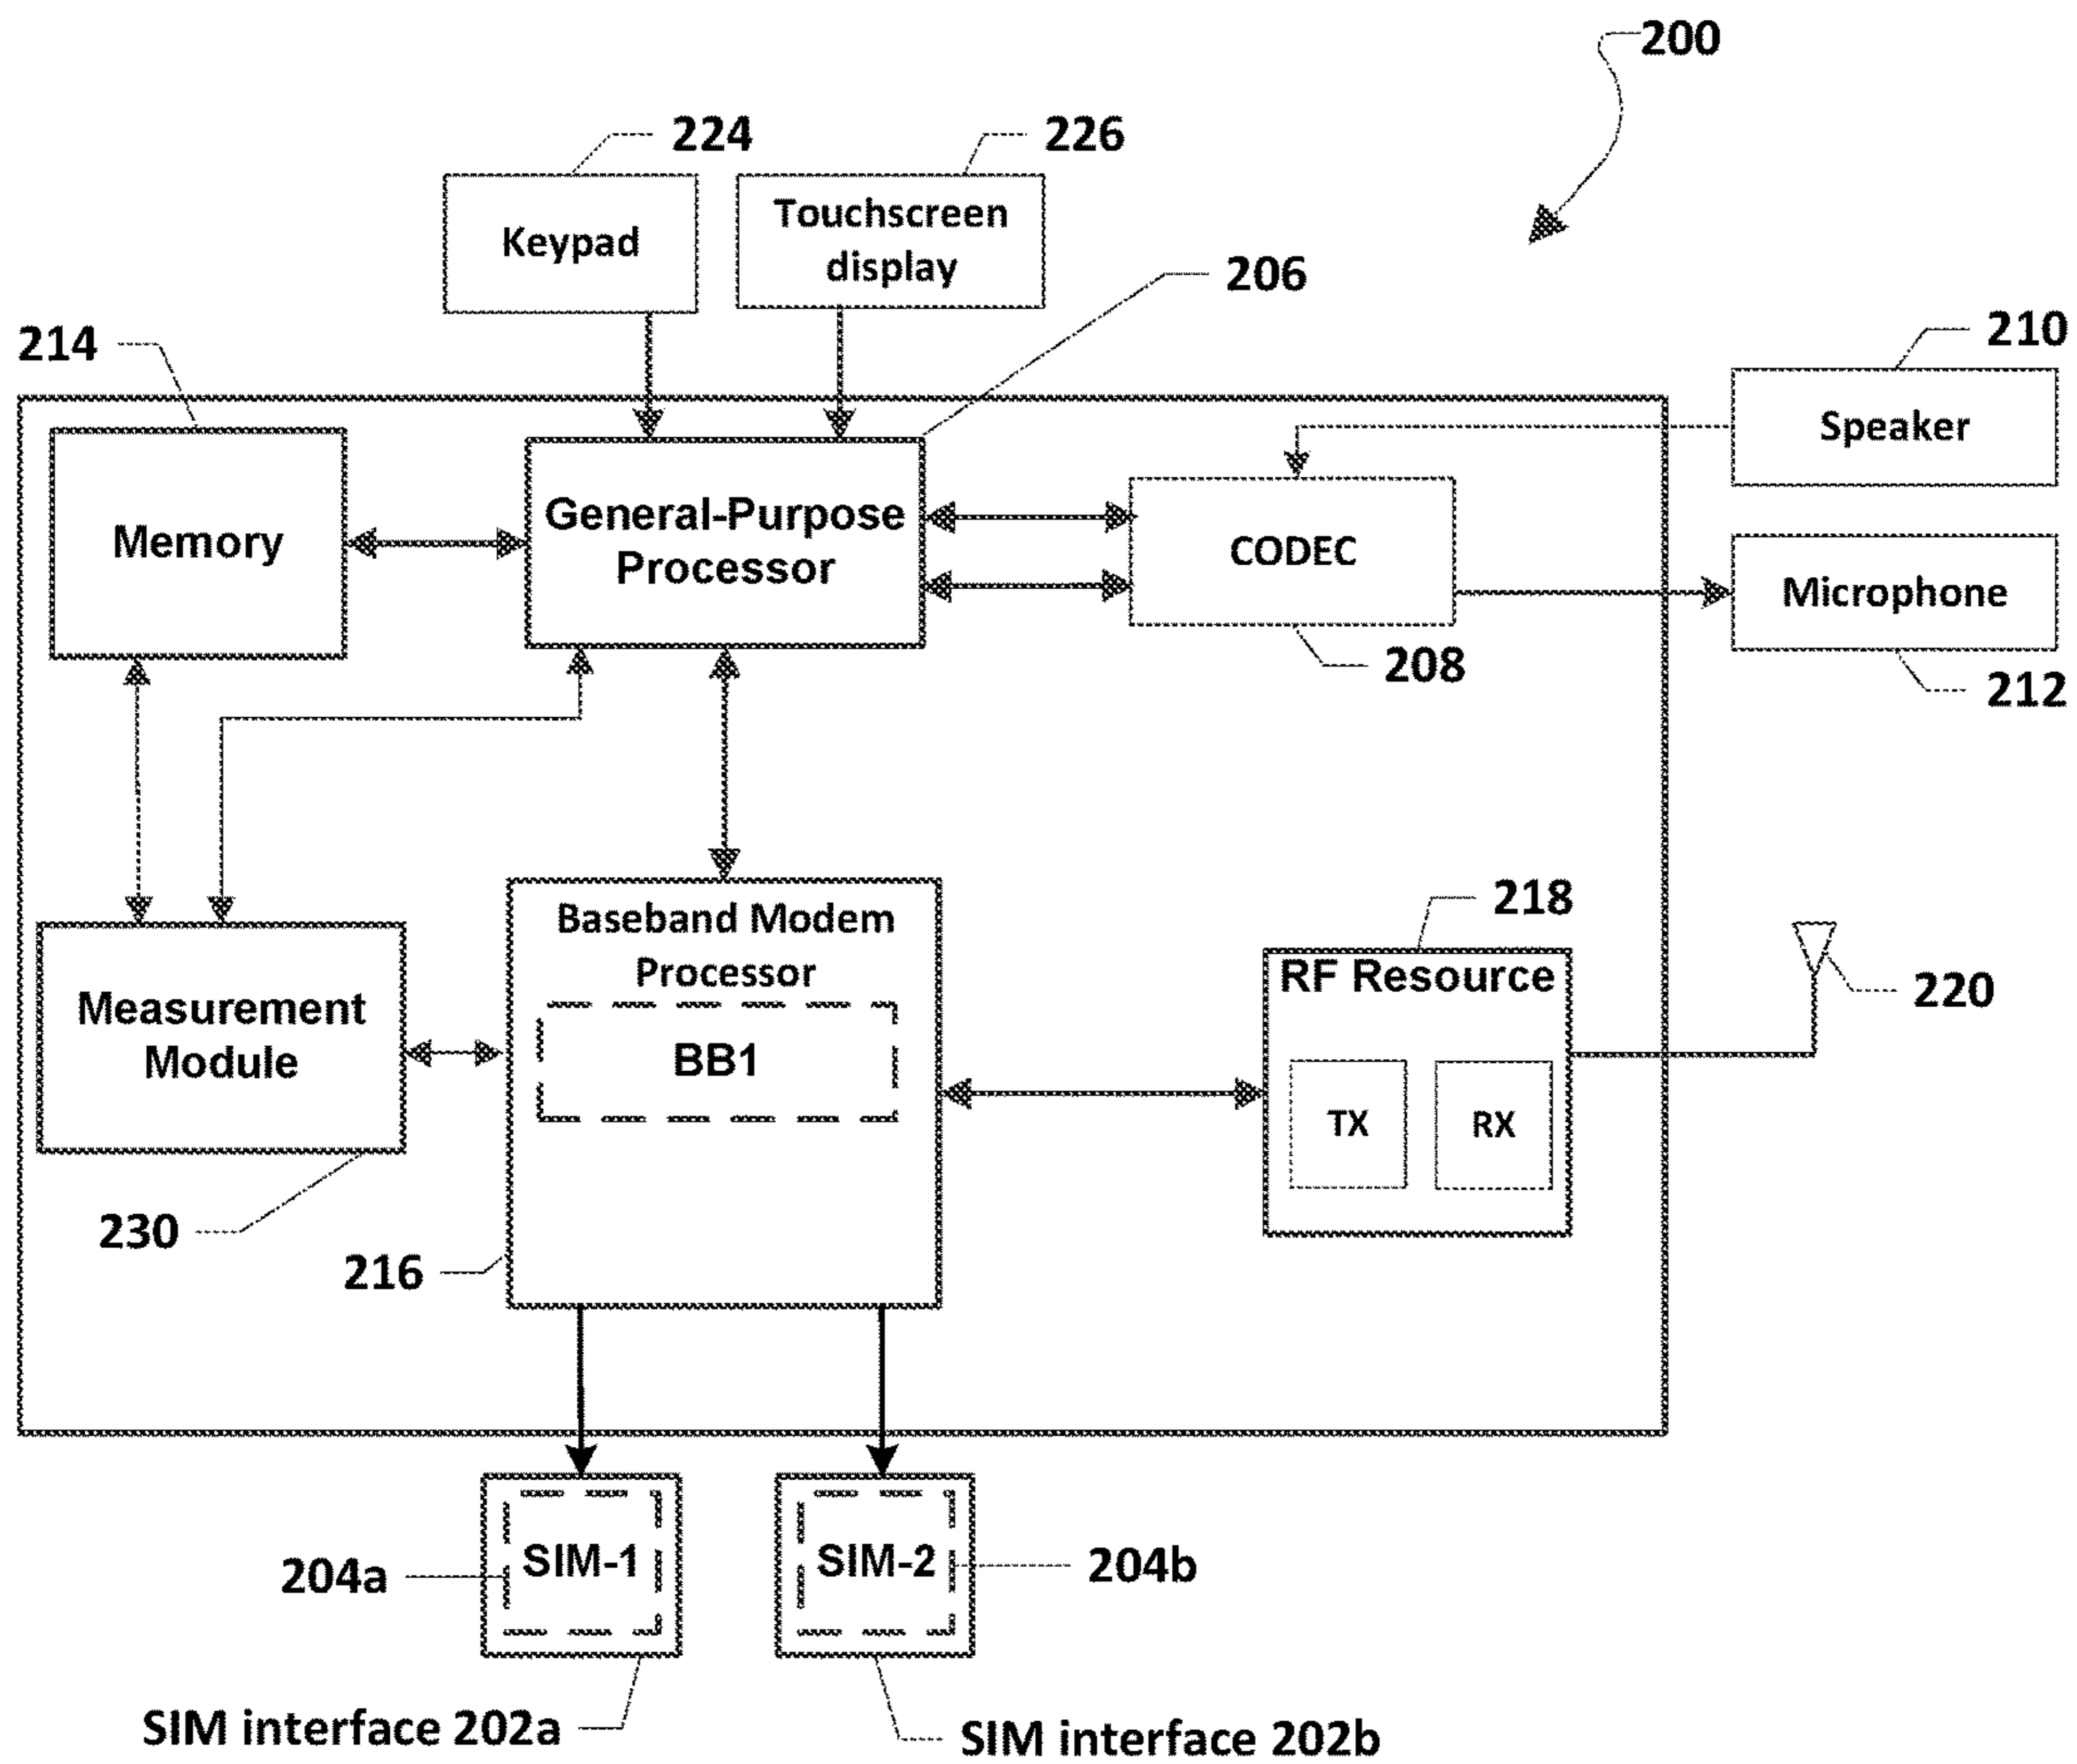 200
224
226
Keypad
Touchscreen
display
206
214
210
Speaker
Memory
General-Purpose
Processor
CODEC
Microphone
208
212
Baseband Modem
Processor
BB1
218
RF Resource
TX
RX
220
Measurement
Module
230
216
SIM-1
SIM-2
204a
204b
SIM interface 202a
SIM interface 202b